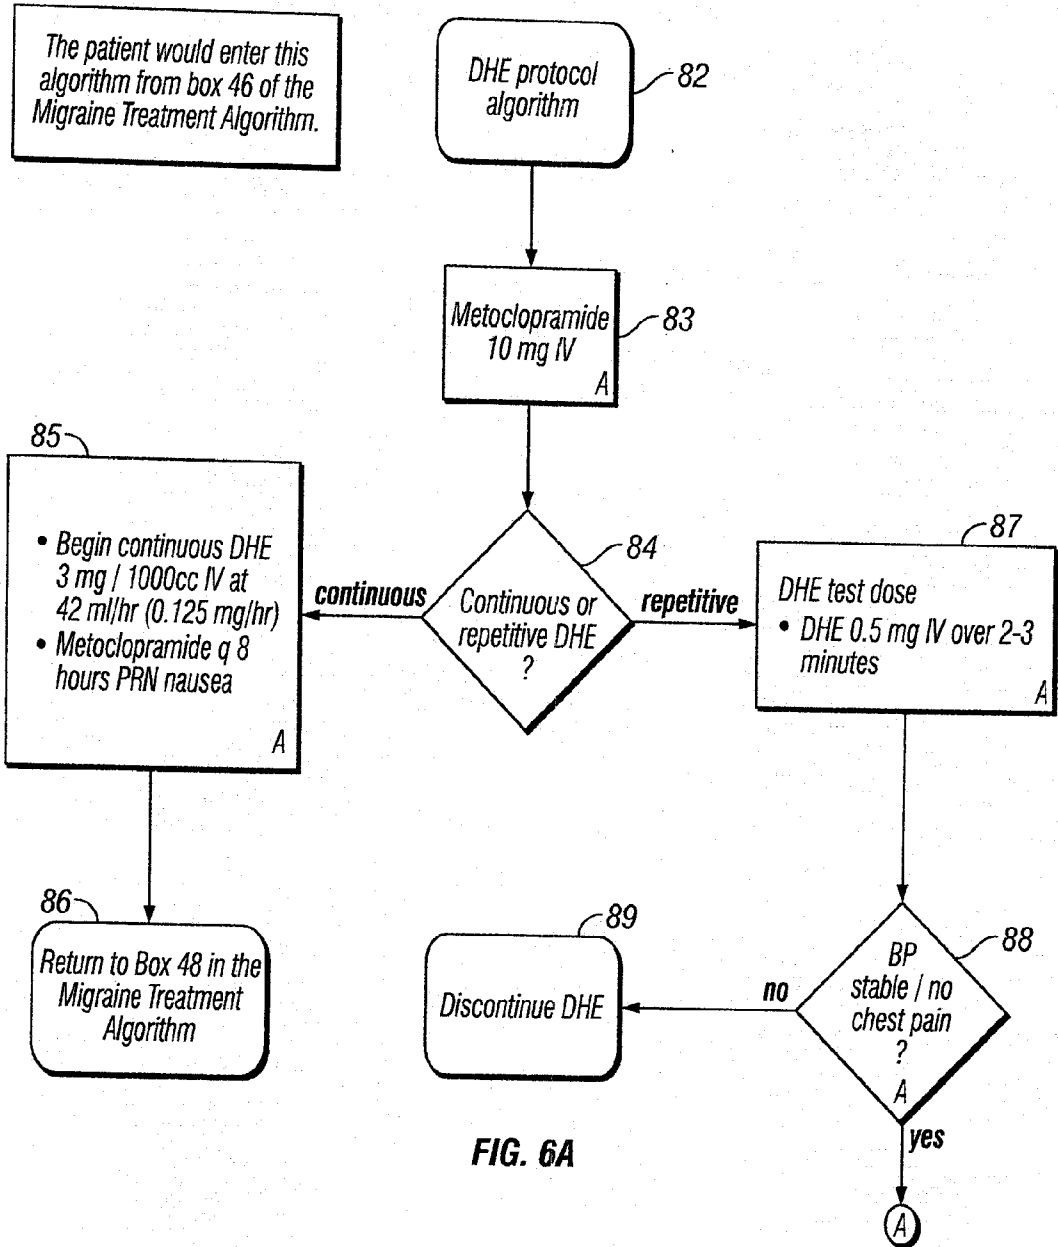 The patient would enter this
algorithm from box 46 of the
Migraine Treatment Algorithm.
DHE protocol
algorithm
82
Metoclopramide
10 mg IV
A
83
84
Continuous or
repetitive DHE
?
continuous
repetitive
85
• Begin continuous DHE
3 mg / 1000cc IV at
42 ml/hr (0.125 mg/hr)
• Metoclopramide q 8
hours PRN nausea
A
87
DHE test dose
• DHE 0.5 mg IV over 2-3
minutes
A
86
Return to Box 48 in the
Migraine Treatment
Algorithm
89
Discontinue DHE
no
88
BP
stable / no
chest pain
?
A
yes
A
FIG. 6A